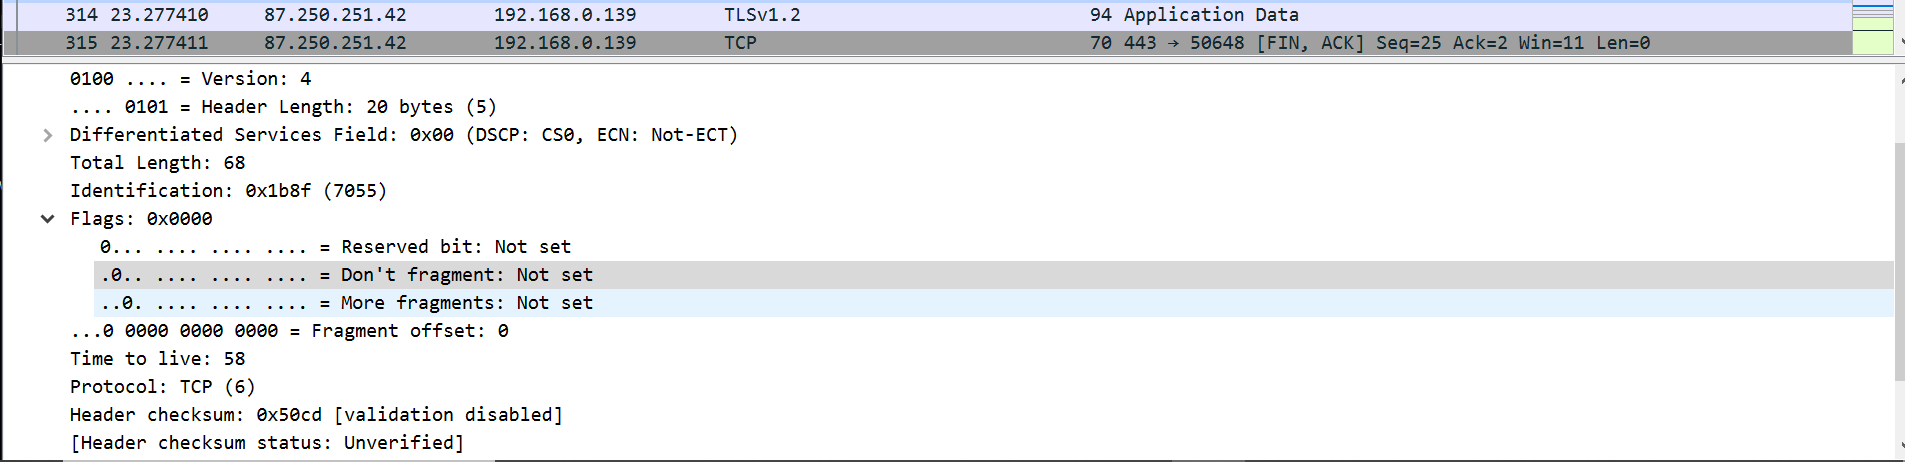 314 23.277410 87.250.251.42 192.168.0.139 TLSv1.2 94 Application Data
315 23.277411 87.250.251.42 192.168.0.139 TCP 70 443 → 50648 [FIN, ACK] Seq=25 Ack=2 Win=11 Len=0
0100 .... = Version: 4
.... 0101 = Header Length: 20 bytes (5)
Differentiated Services Field: 0x00 (DSCP: CS0, ECN: Not-ECT)
Total Length: 68
Identification: 0x1b8f (7055)
Flags: 0x0000
0... .... .... .... = Reserved bit: Not set
.0.. .... .... .... = Don't fragment: Not set
..0. .... .... .... = More fragments: Not set
...0 0000 0000 0000 = Fragment offset: 0
Time to live: 58
Protocol: TCP (6)
Header checksum: 0x50cd [validation disabled]
[Header checksum status: Unverified]